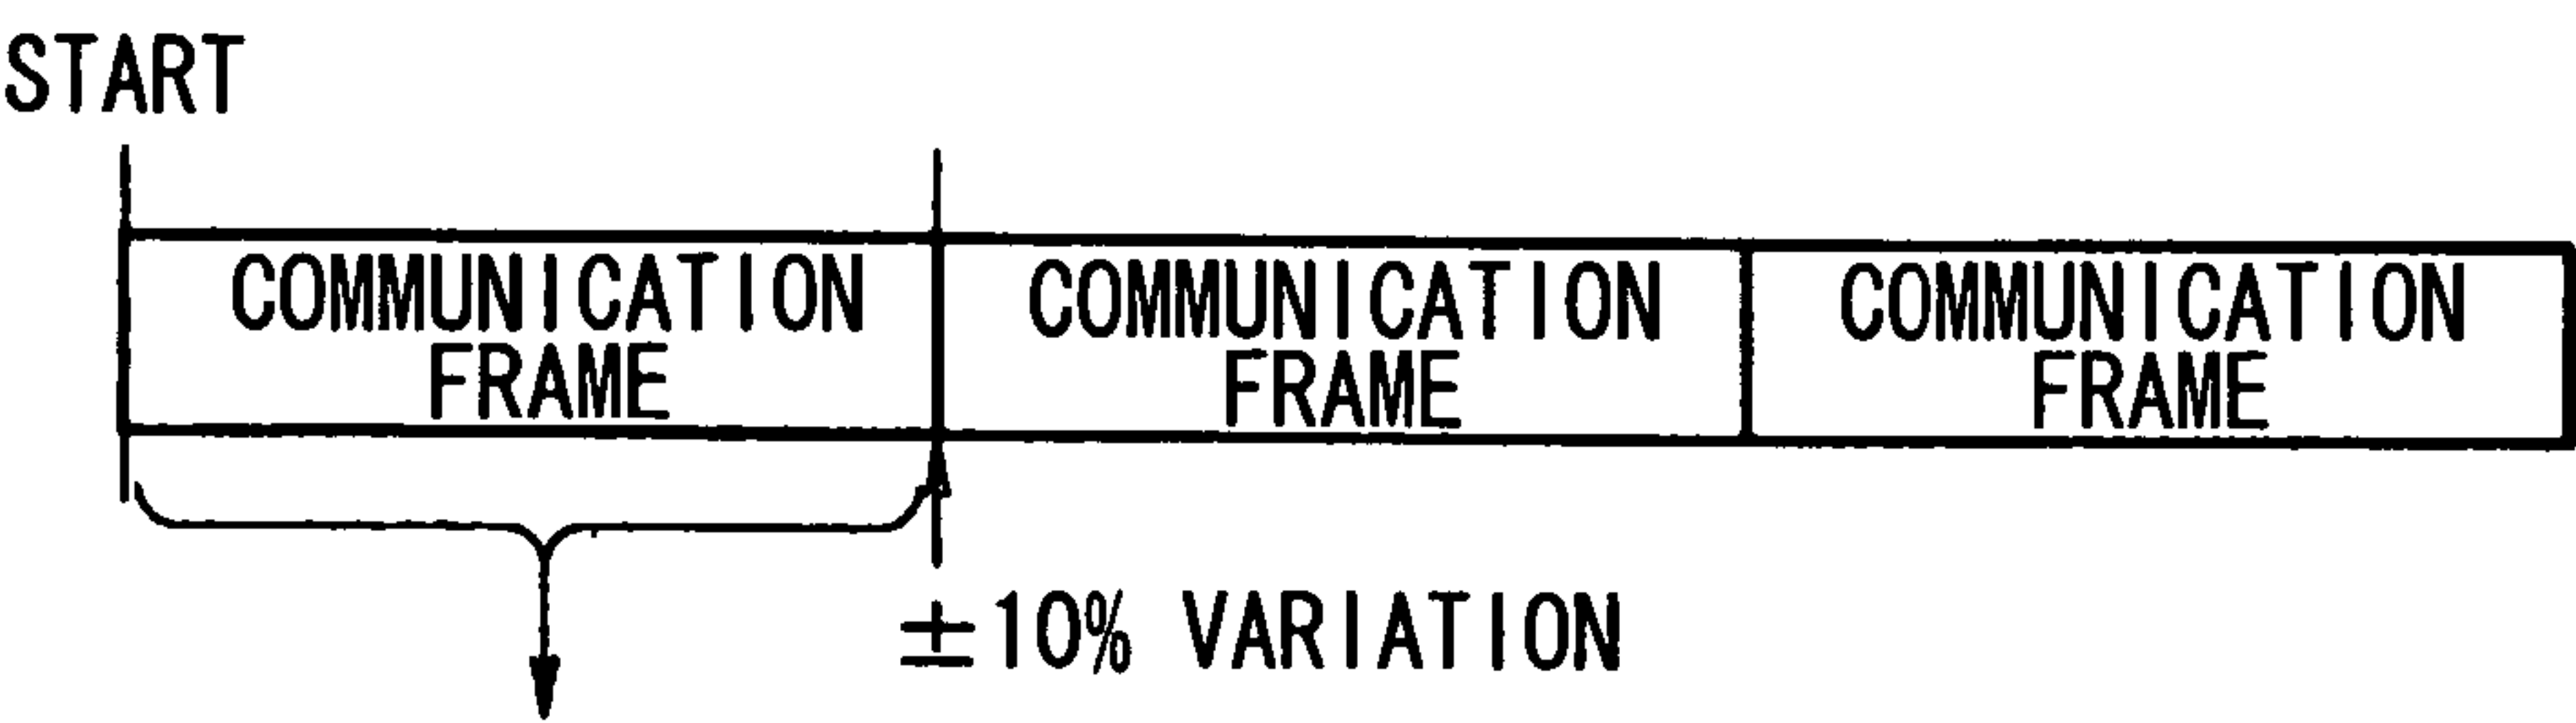 START
COMMUNICATION
FRAME
COMMUNICATION
FRAME
COMMUNICATION
FRAME
±10% VARIATION